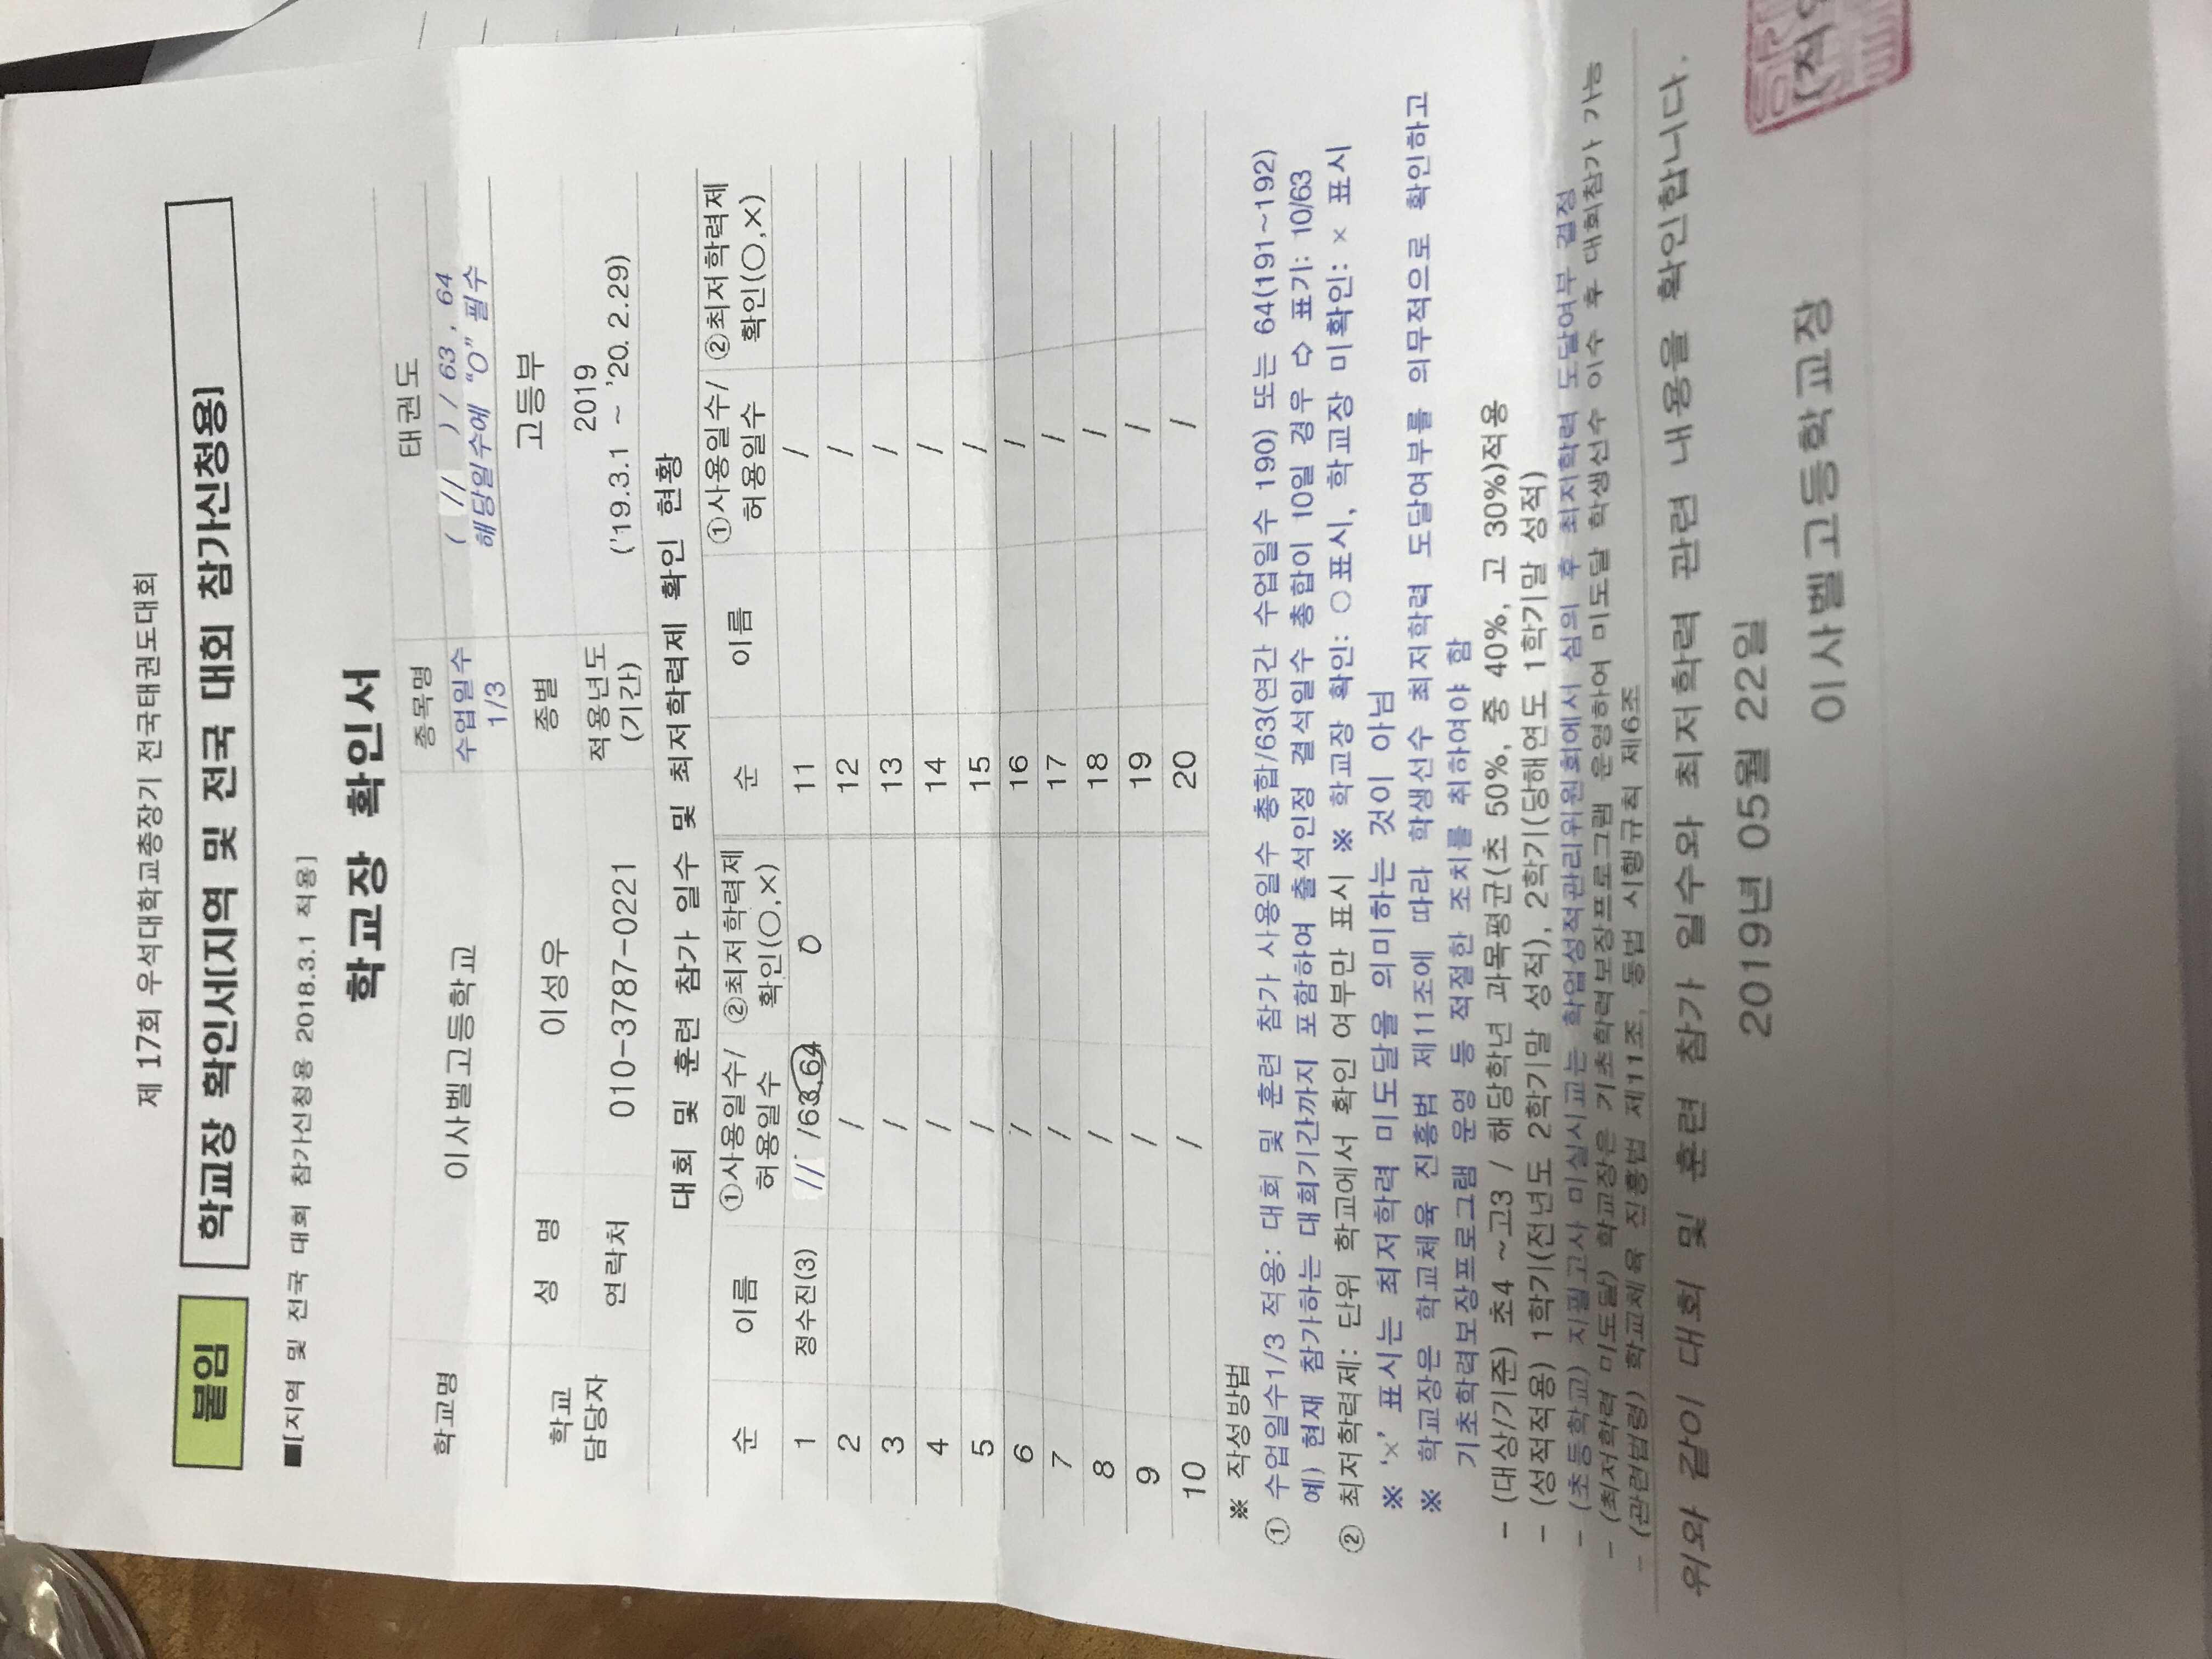 제 17회 우석대학교총장기 전국태권도대회
붙임 학교장 확인서[지역 및 전국 대회 참가신청용]
■[지역 및 전국 대회 참가신청용 2018.3.1 적용]
학교장 확인서
학교명 이사벨고등학교 종목명 태권도
수업일수 1/3 ( 11 ) / 63 , 64
해당일수에 "O" 필수
학교 담당자 성 명 이성우 종별 고등부
연락처 010-3787-0221 적용년도 (기간) 2019
('19.3.1 ~ '20. 2.29)
대회 및 훈련 참가 일수 및 최저학력제 확인 현황
순 이름 ①사용일수/허용일수 ②최저학력제 확인(○,×) 순 이름 ①사용일수/허용일수 ②최저학력제 확인(○,×)
1 정수진(3) 11 /63,64 O 11 /
2 / 12 /
3 / 13 /
4 / 14 /
5 / 15 /
6 / 16 /
7 / 17 /
8 / 18 /
9 / 19 /
10 / 20 /
※ 작성방법
① 수업일수1/3 적용: 대회 및 훈련 참가 사용일수 총합/63(연간 수업일수 190) 또는 64(191~192)
예) 현재 참가하는 대회기간까지 포함하여 출석인정 결석일수 총합이 10일 경우 ⇨ 표기: 10/63
② 최저학력제: 단위 학교에서 확인 여부만 표시 ※ 학교장 확인: ○표시, 학교장 미확인: × 표시
※ '×' 표시는 최저학력 미도달을 의미하는 것이 아님
※ 학교장은 학교체육 진흥법 제11조에 따라 학생선수 최저학력 도달여부를 의무적으로 확인하고
기초학력보장프로그램 운영 등 적절한 조치를 취하여야 함
- (대상/기준) 초4 ~고3 / 해당학년 과목평균(초 50%, 중 40%, 고 30%)적용
- (성적적용) 1학기(전년도 2학기말 성적), 2학기(당해연도 1학기말 성적)
- (초등학교) 지필고사 미실시교는 학업성적관리위원회에서 심의 후 최저학력 도달여부 결정
- (최저학력 미도달) 학교장은 기초학력보장프로그램 운영하여 미도달 학생선수 이수 후 대회참가 가능
- (관련법령) 학교체육 진흥법 제11조, 동법 시행규칙 제6조
위와 같이 대회 및 훈련 참가 일수와 최저학력 관련 내용을 확인합니다.
2019년 05월 22일
이사벨고등학교장